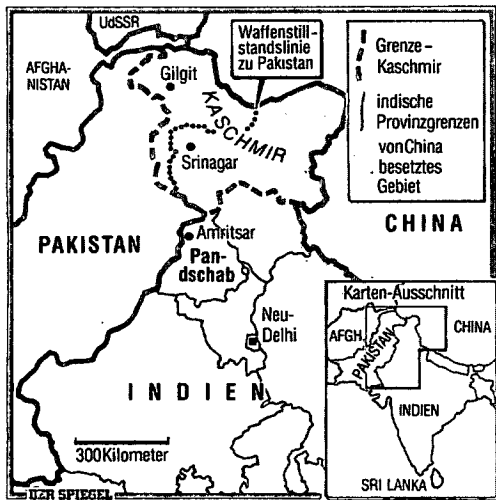 UdSSR
Waffenstill-
standslinie
zu Pakistan
Grenze-
Kaschmir
indische
Provinzgrenzen
von China
besetztes
Gebiet
AFGHA-
NISTAN
Gilgit
KASCHMIR
Srinagar
CHINA
PAKISTAN
Amritsar
Pan-
dschab
Neu-
Delhi
INDIEN
300 Kilometer
DER SPIEGEL
Karten-Ausschnitt
AFGH.
PAKISTAN
CHINA
INDIEN
SRI LANKA